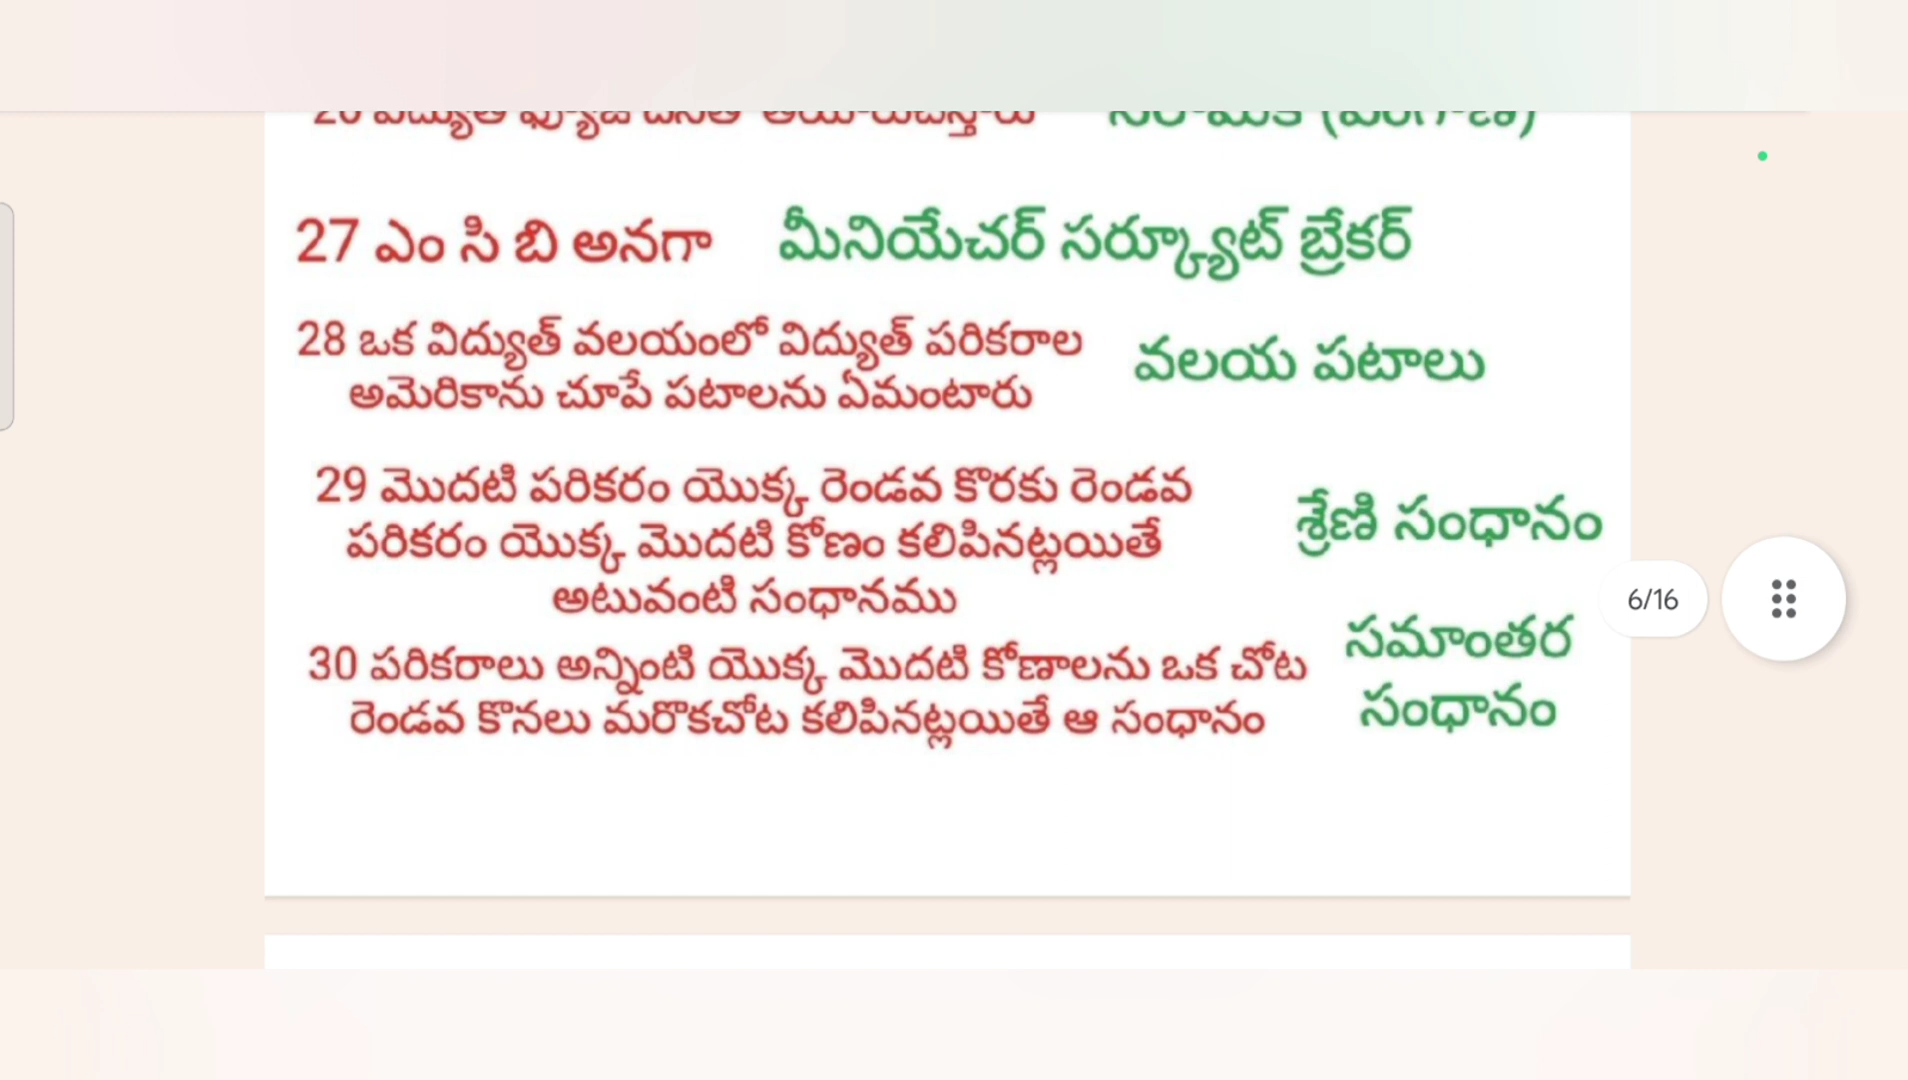 27 ఎం సి బి అనగా మీనియేచర్ సర్క్యూట్ బ్రేకర్
28 ఒక విద్యుత్ వలయంలో విద్యుత్ పరికరాల
అమెరికాను చూపే పటాలను ఏమంటారు
వలయ పటాలు
29 మొదటి పరికరం యొక్క రెండవ కొరకు రెండవ
పరికరం యొక్క మొదటి కోణం కలిపినట్లయితే
అటువంటి సంధానము
శ్రేణి సంధానం
6/16
30 పరికరాలు అన్నింటి యొక్క మొదటి కోణాలను ఒక చోట
రెండవ కొనలు మరొకచోట కలిపినట్లయితే ఆ సంధానం
సమాంతర
సంధానం